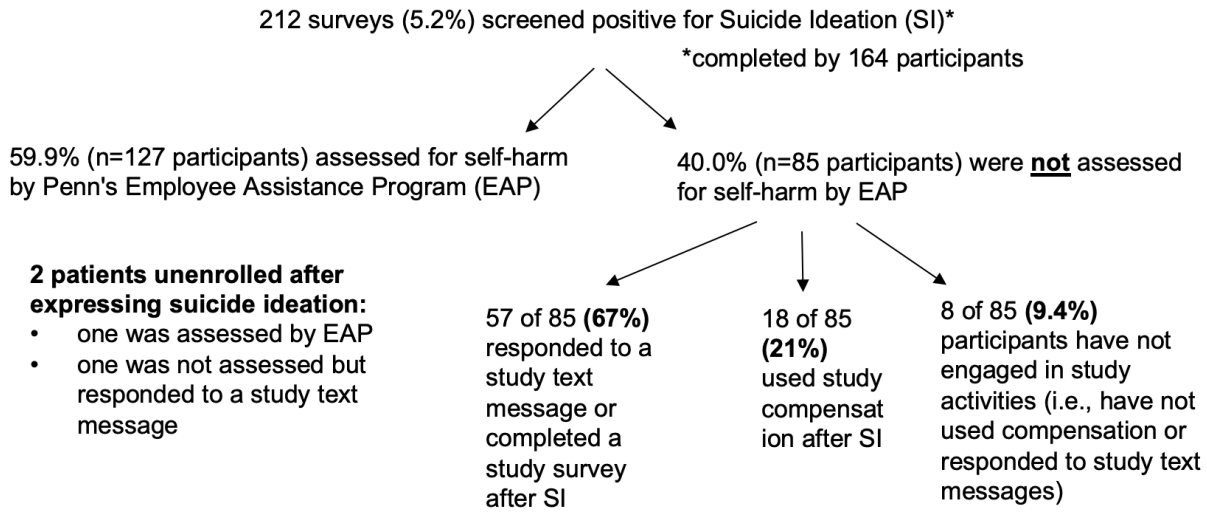 212 surveys (5.2%) screened positive for Suicide Ideation (SI)*
*completed by 164 participants
59.9% (n=127 participants) assessed for self-harm
by Penn's Employee Assistance Program (EAP)
40.0% (n=85 participants) were not assessed
for self-harm by EAP
2 patients unenrolled after
expressing suicide ideation:
• one was assessed by EAP
• one was not assessed but
responded to a study text
message
57 of 85 (67%)
responded to a
study text
message or
completed a
study survey
after SI
18 of 85
(21%)
used study
compensat
ion after SI
8 of 85 (9.4%)
participants have not
engaged in study
activities (i.e., have not
used compensation or
responded to study text
messages)